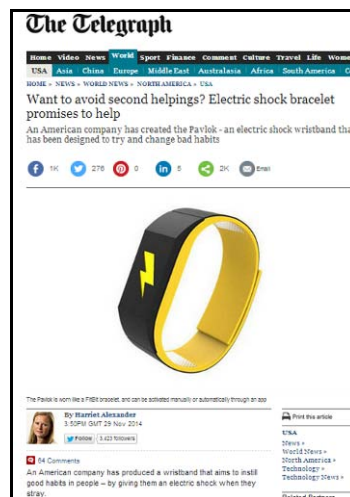 The Telegraph
Home Video News World Sport Finance Comment Culture Travel Life Wome
USA Asia China Europe Middle East Australasia Africa South America
HOME » NEWS » WORLD NEWS » NORTH AMERICA » USA
Want to avoid second helpings? Electric shock bracelet
promises to help
An American company has created the Pavlok - an electric shock wristband tha
has been designed to try and change bad habits
1K 276 0 5 2K Email
The Pavlok is worn like a FitBit bracelet, and can be activated manually or automatically through an app
By Harriet Alexander
3:50PM GMT 29 Nov 2014
Follow 3,423 followers
64 Comments
An American company has produced a wristband that aims to instil
good habits in people – by giving them an electric shock when they
stray.
Print this article
USA
News »
World News »
North America »
Technology »
Technology News »
Related Partners